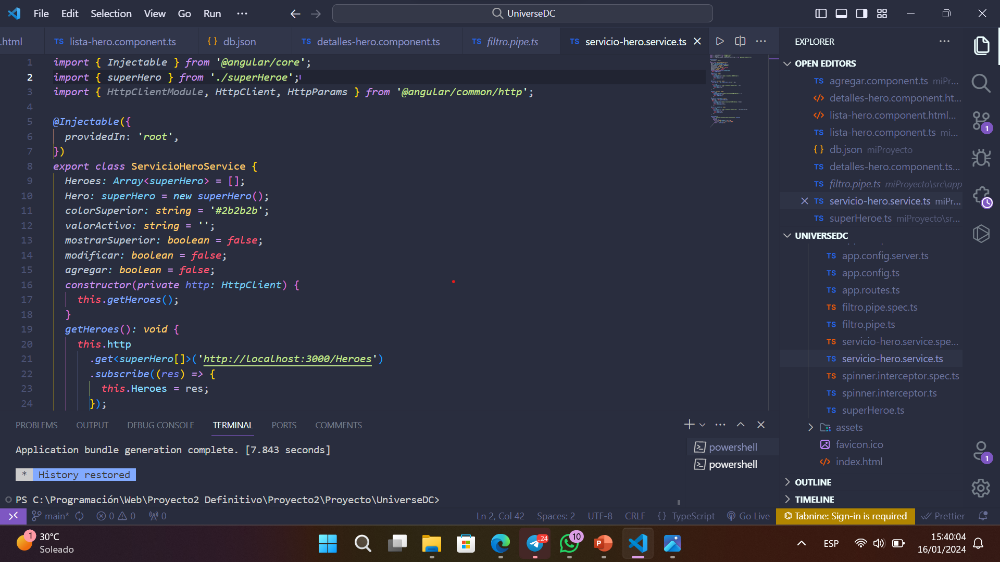 File Edit Selection View Go Run ···
UniverseDC
.html
TS lista-hero.component.ts
{ } db.json
TS detalles-hero.component.ts
TS filtro.pipe.ts
TS servicio-hero.service.ts
1 import { Injectable } from '@angular/core';
2 import { superHero } from './superHeroe';
3 import { HttpClientModule, HttpClient, HttpParams } from '@angular/common/http';
4
5 @Injectable({
6 providedIn: 'root',
7 })
8 export class ServicioHeroService {
9 Heroes: Array<superHero> = [];
10 Hero: superHero = new superHero();
11 colorSuperior: string = '#2b2b2b';
12 valorActivo: string = '';
13 mostrarSuperior: boolean = false;
14 modificar: boolean = false;
15 agregar: boolean = false;
16 constructor(private http: HttpClient) {
17 this.getHeroes();
18 }
19 getHeroes(): void {
20 this.http
21 .get<superHero[]>('http://localhost:3000/Heroes')
22 .subscribe((res) => {
23 this.Heroes = res;
24 });
EXPLORER
OPEN EDITORS
TS agregar.component.ts miPr...
detalles-hero.component.ht...
lista-hero.component.html...
TS lista-hero.component.ts mi...
{ } db.json miProyecto
TS detalles-hero.component.ts...
TS filtro.pipe.ts miProyecto\src\app
TS servicio-hero.service.ts miPr...
TS superHeroe.ts miProyecto\sr...
UNIVERSEDC
TS app.config.server.ts
TS app.config.ts
TS app.routes.ts
TS filtro.pipe.spec.ts
TS filtro.pipe.ts
TS servicio-hero.service.spe...
TS servicio-hero.service.ts
TS spinner.interceptor.spec.ts
TS spinner.interceptor.ts
TS superHeroe.ts
assets
favicon.ico
index.html
OUTLINE
TIMELINE
1
1
PROBLEMS OUTPUT DEBUG CONSOLE TERMINAL PORTS COMMENTS
Application bundle generation complete. [7.843 seconds]
* History restored
PS C:\Programación\Web\Proyecto2 Definitivo\Proyecto2\Proyecto\UniverseDC>
powershell
powershell
main* 0 0 0
Ln 2, Col 42 Spaces: 2 UTF-8 CRLF { } TypeScript Go Live Tabnine: Sign-in is required Prettier
1
30°C
Soleado
..24
10
P
ESP
15:40:04
16/01/2024